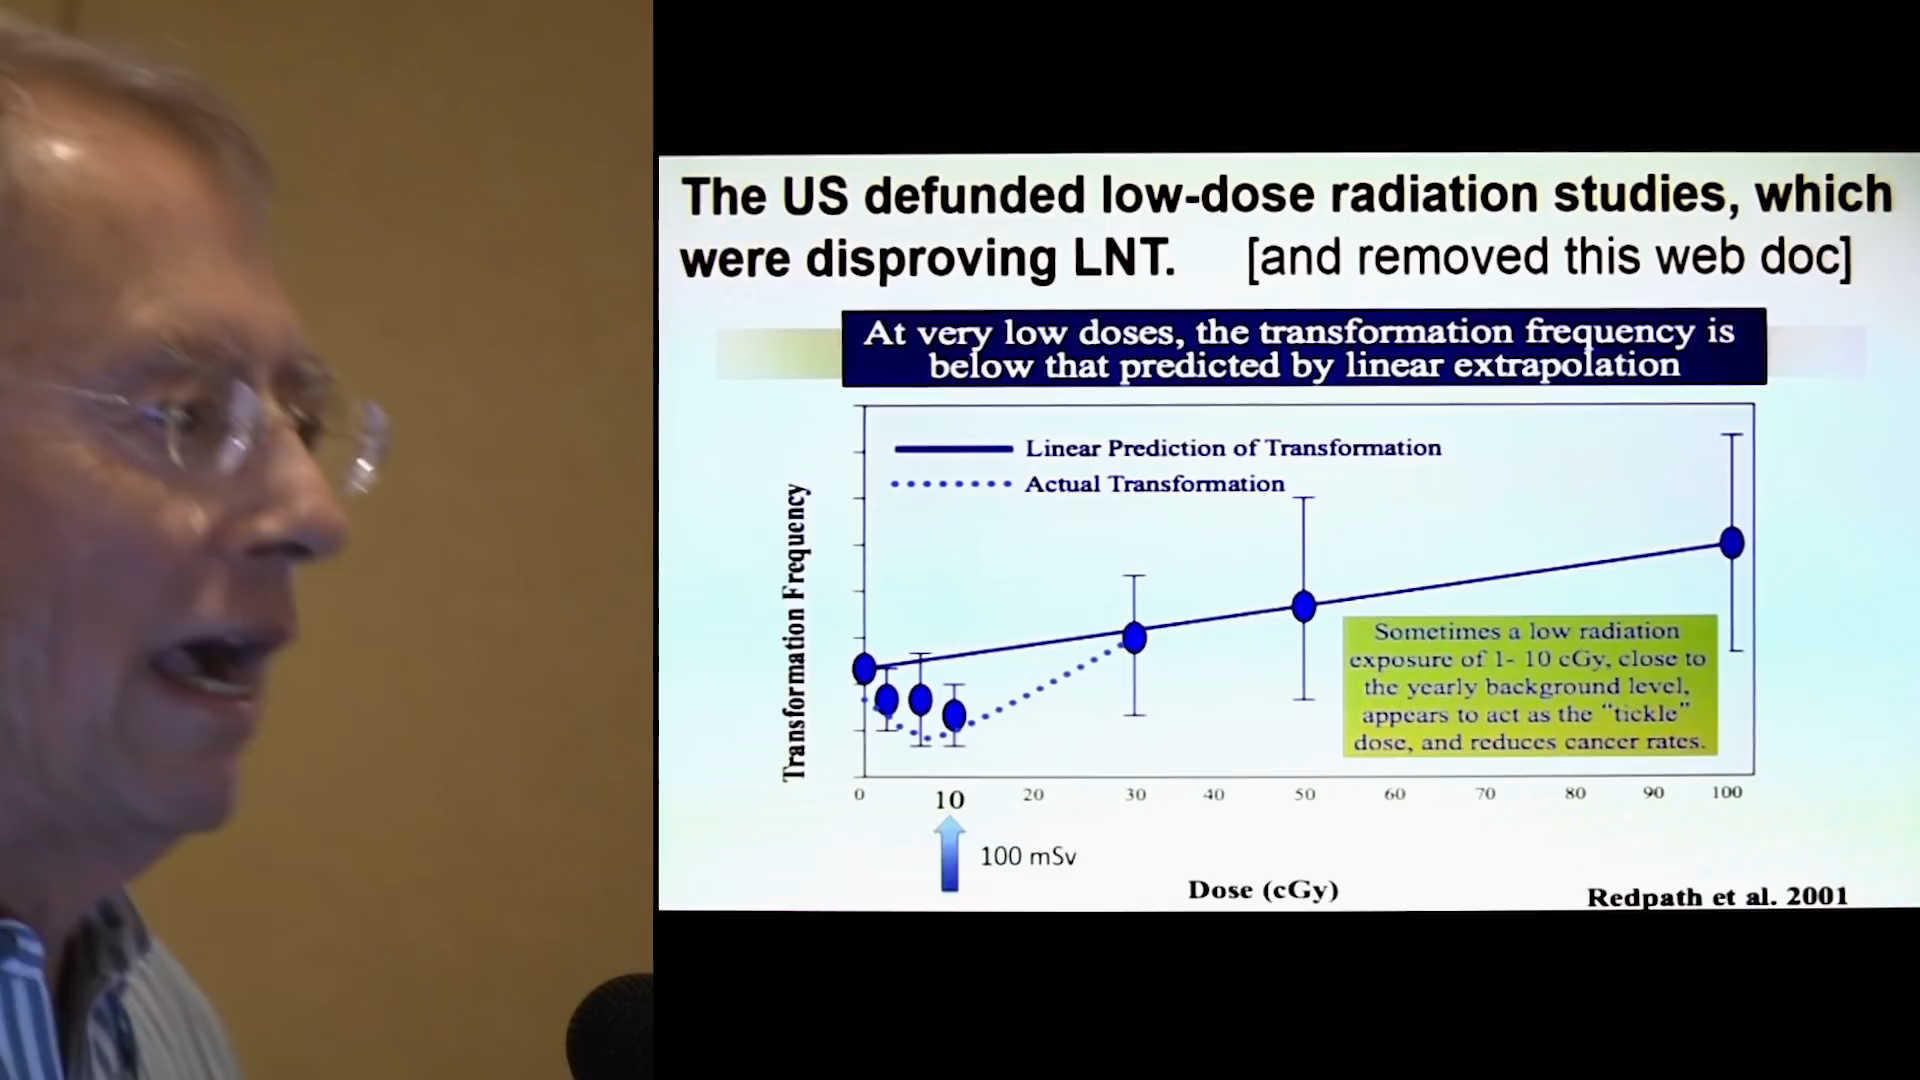 The US defunded low-dose radiation studies, which
were disproving LNT. [and removed this web doc]
At very low doses, the transformation frequency is
below that predicted by linear extrapolation
Linear Prediction of Transformation
Actual Transformation
Transformation Frequency
Sometimes a low radiation
exposure of 1- 10 cGy, close to
the yearly background level,
appears to act as the “tickle”
dose, and reduces cancer rates.
0 10 20 30 40 50 60 70 80 90 100
100 mSv
Dose (cGy)
Redpath et al. 2001